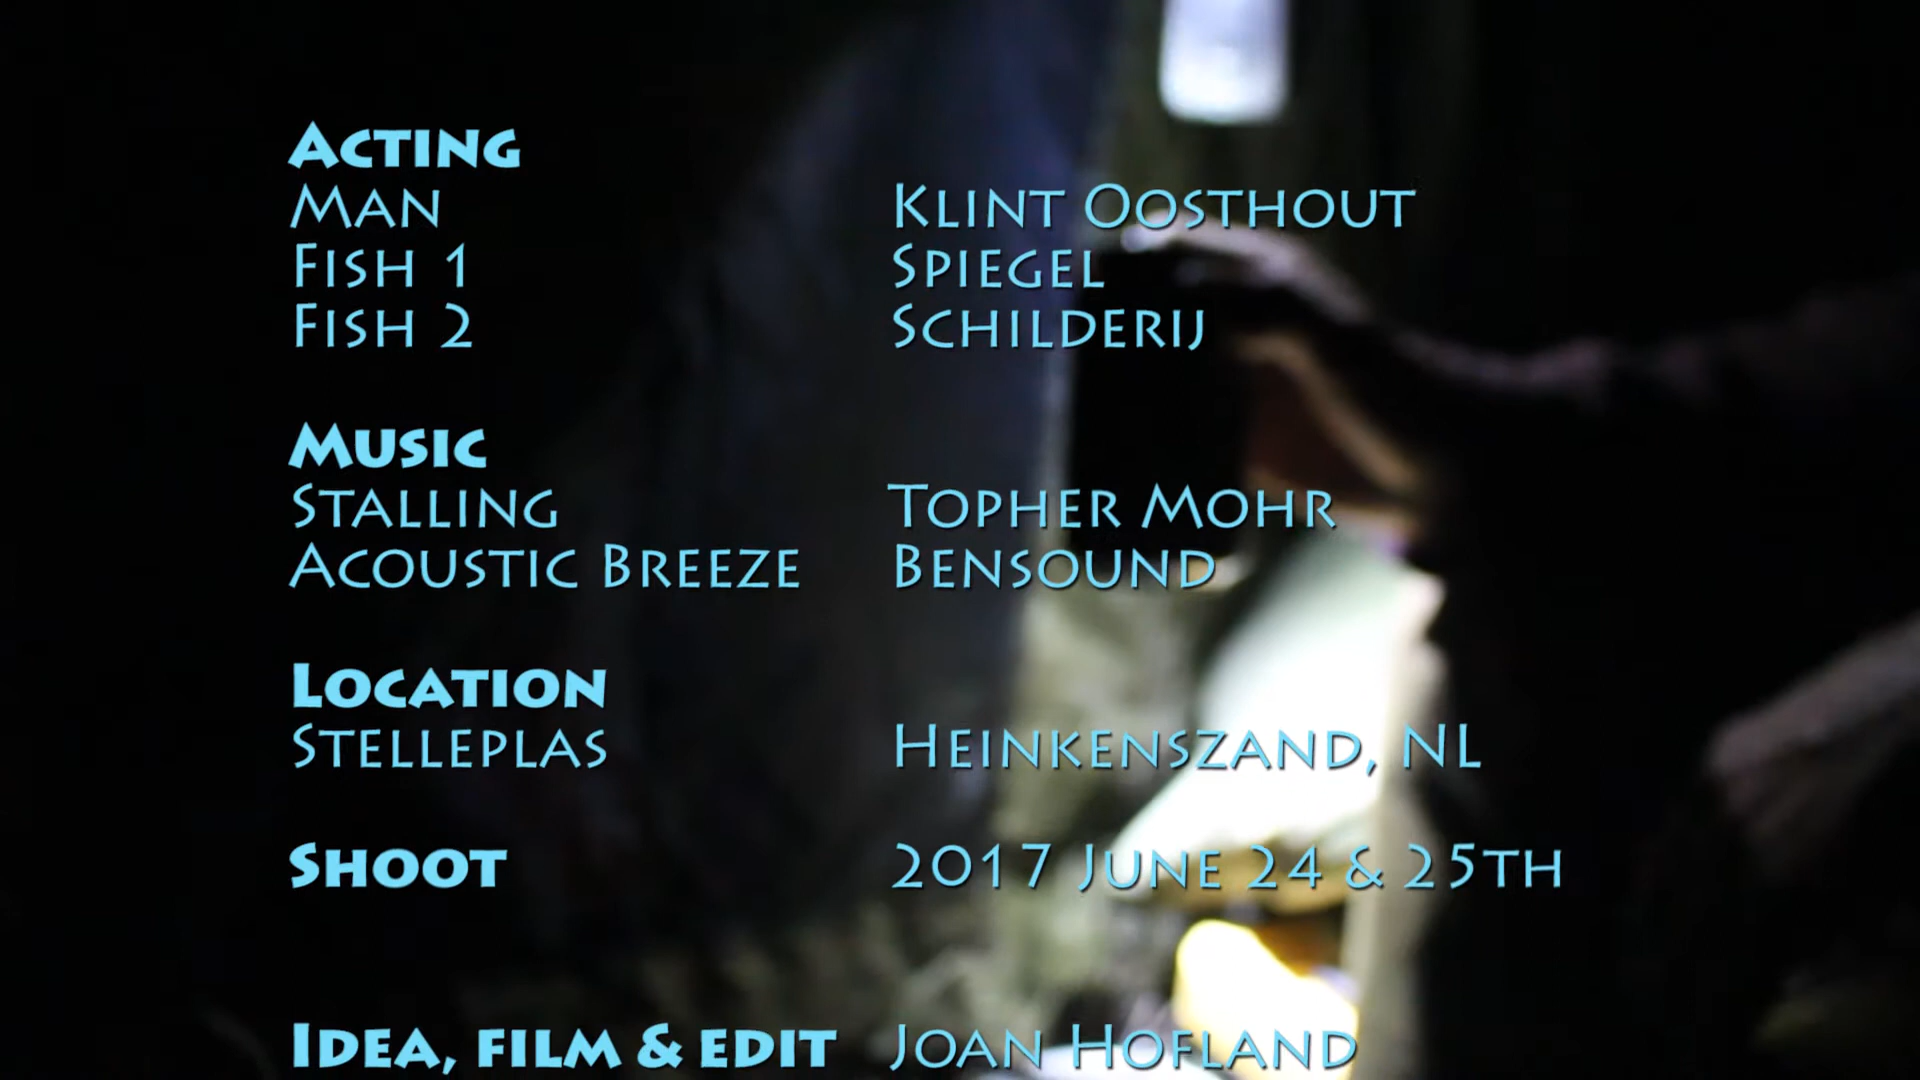 Acting
Man Klint Oosthout
Fish 1 Spiegel
Fish 2 Schilderij
Music
Stalling Topher Mohr
Acoustic Breeze Bensound
Location
Stelleplas Heinkenszand, NL
Shoot 2017 June 24 & 25th
Idea, film & edit Joan Hofland